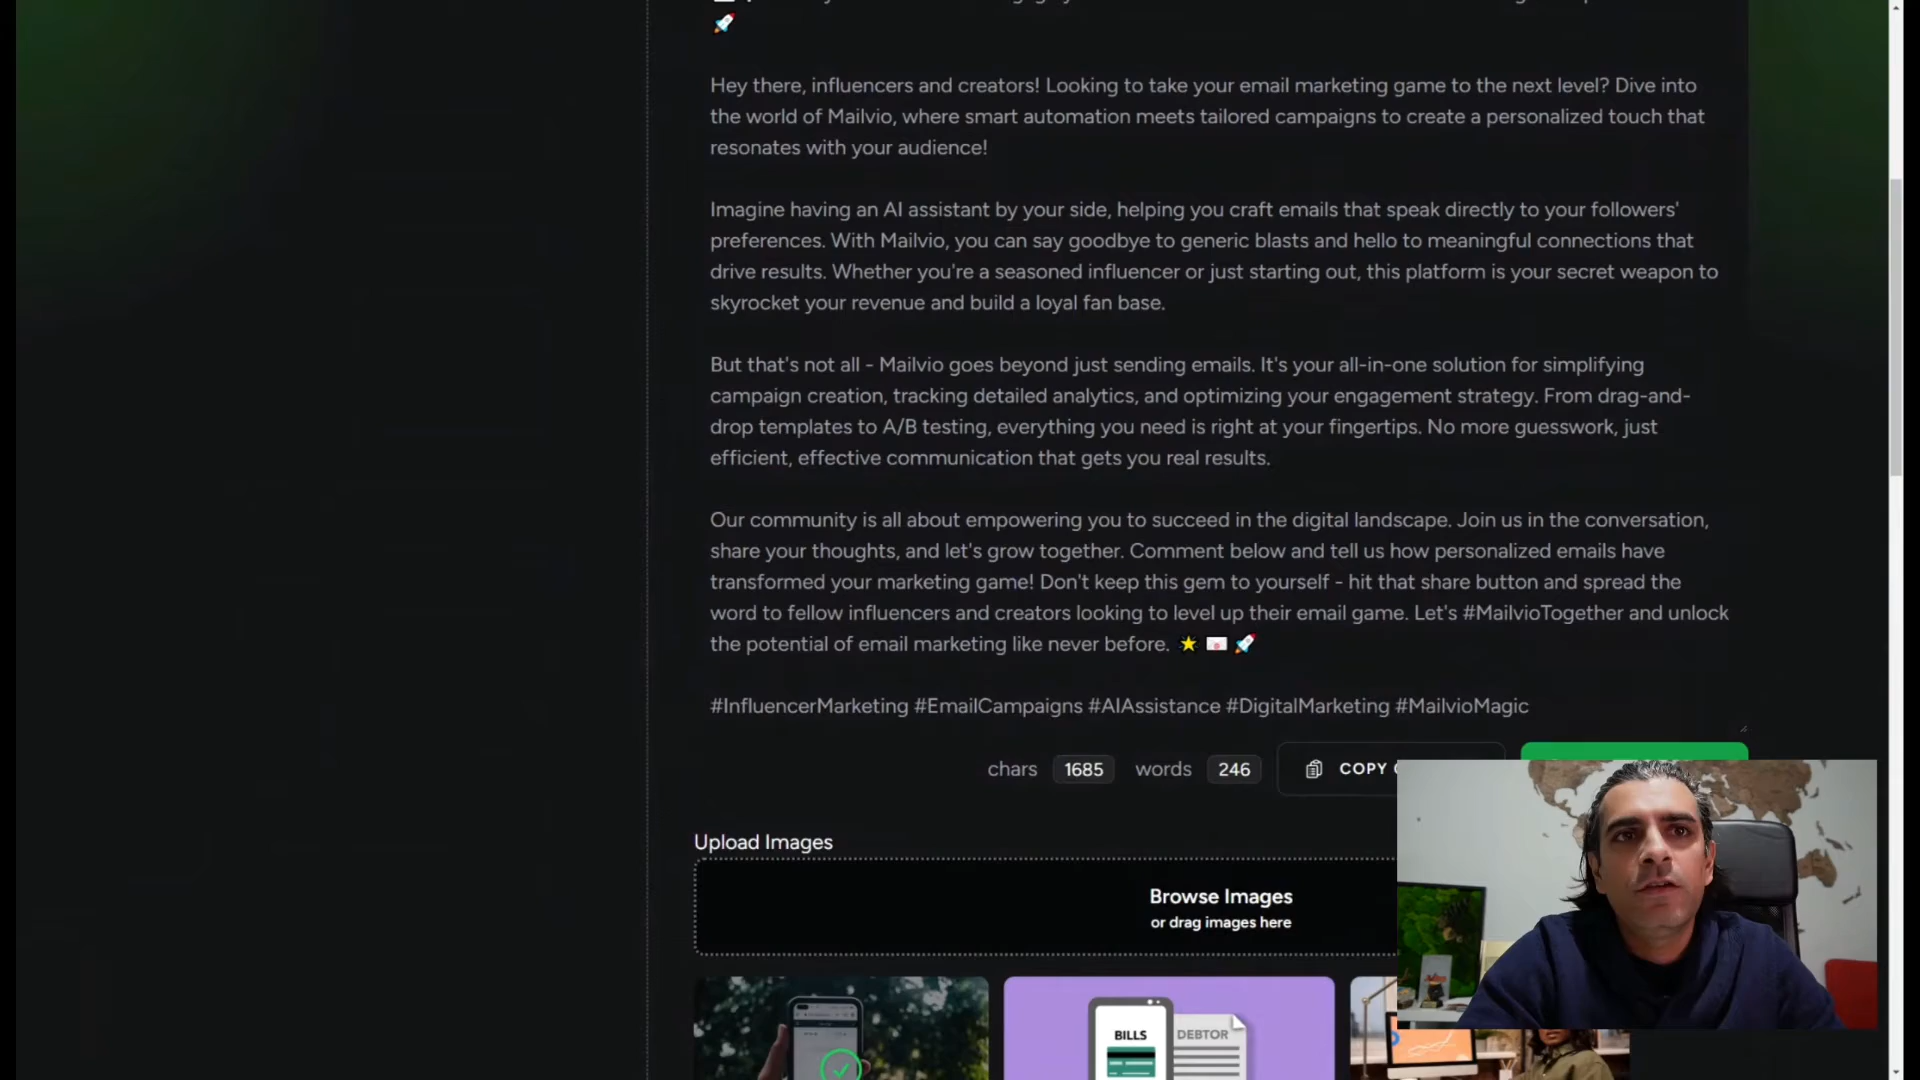 Hey there, influencers and creators! Looking to take your email marketing game to the next level? Dive into
the world of Mailvio, where smart automation meets tailored campaigns to create a personalized touch that
resonates with your audience!
Imagine having an AI assistant by your side, helping you craft emails that speak directly to your followers'
preferences. With Mailvio, you can say goodbye to generic blasts and hello to meaningful connections that
drive results. Whether you're a seasoned influencer or just starting out, this platform is your secret weapon to
skyrocket your revenue and build a loyal fan base.
But that's not all - Mailvio goes beyond just sending emails. It's your all-in-one solution for simplifying
campaign creation, tracking detailed analytics, and optimizing your engagement strategy. From drag-and-
drop templates to A/B testing, everything you need is right at your fingertips. No more guesswork, just
efficient, effective communication that gets you real results.
Our community is all about empowering you to succeed in the digital landscape. Join us in the conversation,
share your thoughts, and let's grow together. Comment below and tell us how personalized emails have
transformed your marketing game! Don't keep this gem to yourself - hit that share button and spread the
word to fellow influencers and creators looking to level up their email game. Let's #MailvioTogether and unlock
the potential of email marketing like never before.
#InfluencerMarketing #EmailCampaigns #AIAssistance #DigitalMarketing #MailvioMagic
chars 1685 words 246 COPY
Upload Images
Browse Images
or drag images here
BILLS DEBTOR